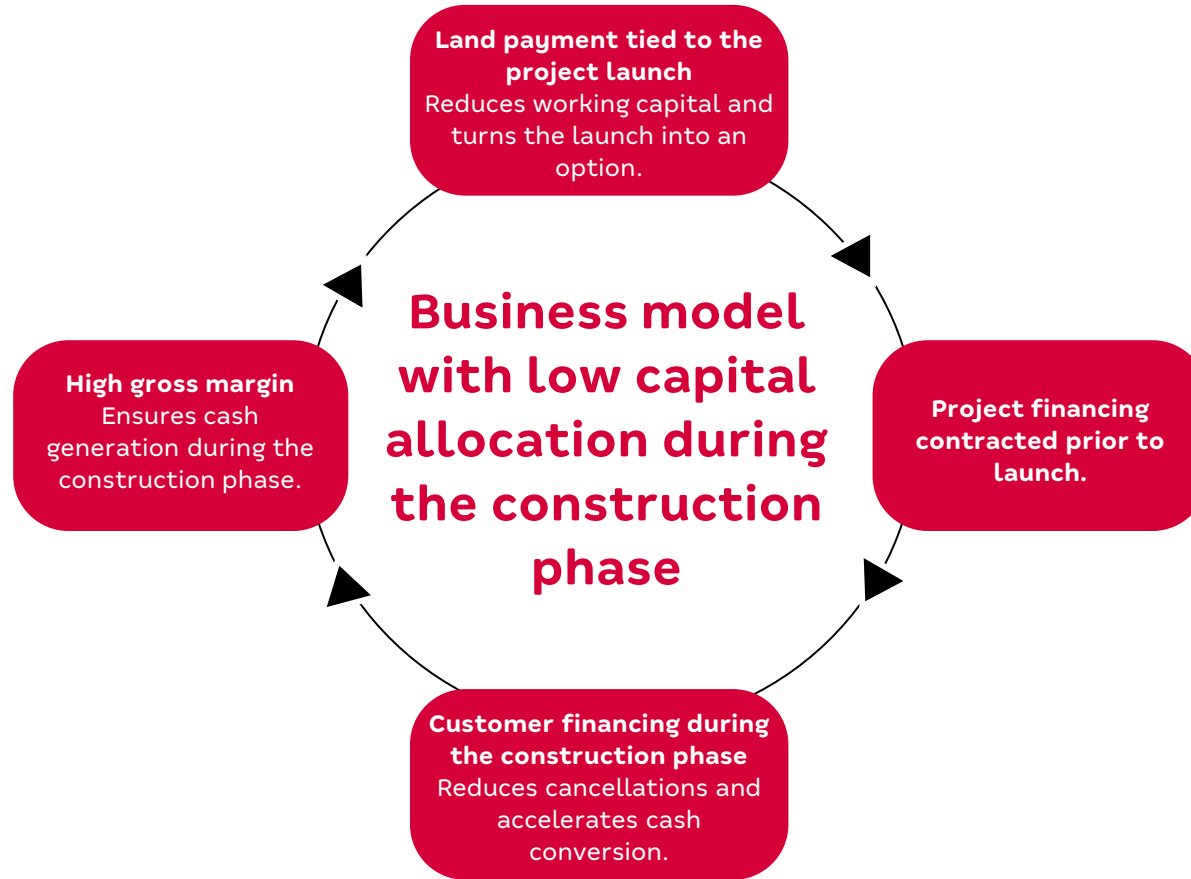 Land payment tied to the
project launch
Reduces working capital and
turns the launch into an
option.
Business model
with low capital
allocation during
the construction
phase
High gross margin
Ensures cash
generation during the
construction phase.
Project financing
contracted prior to
launch.
Customer financing during
the construction phase
Reduces cancellations and
accelerates cash
conversion.